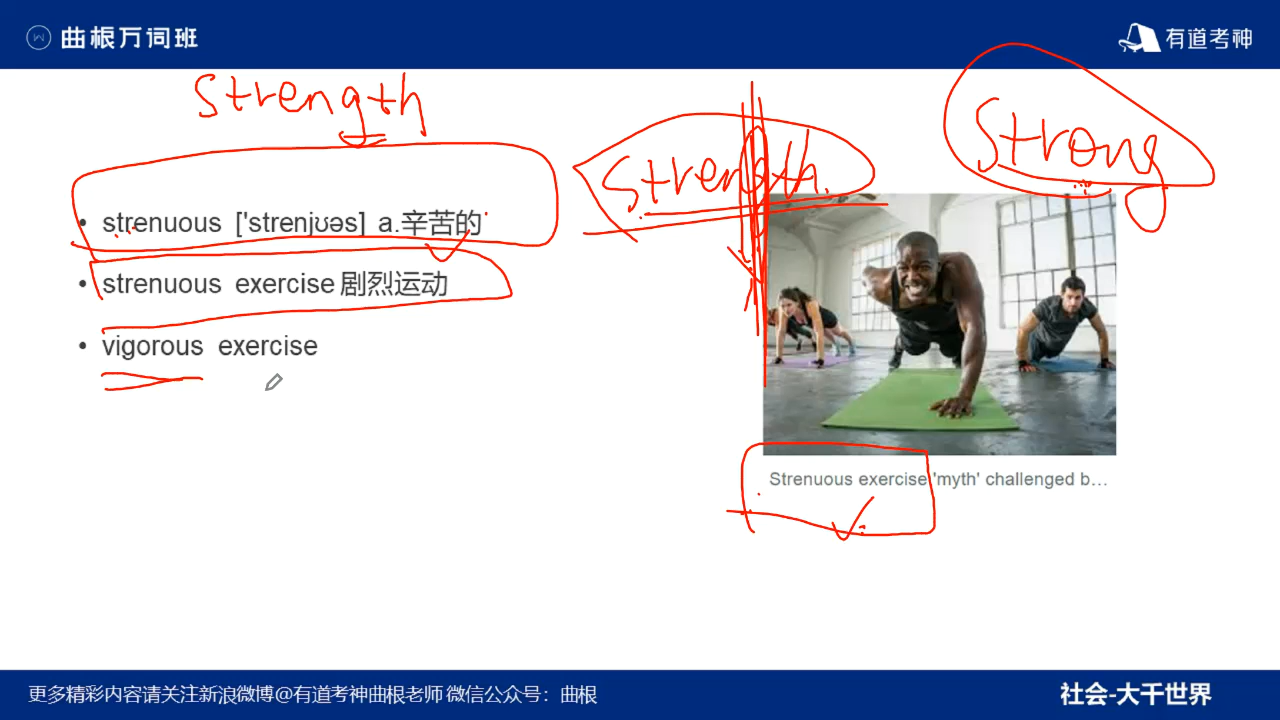 曲根万词班
有道考神
strength
strength.
strong
• strenuous ['strenjʊəs] a.辛苦的
• strenuous exercise 剧烈运动
• vigorous exercise
Strenuous exercise 'myth' challenged b...
更多精彩内容请关注新浪微博@有道考神曲根老师 微信公众号：曲根
社会-大千世界